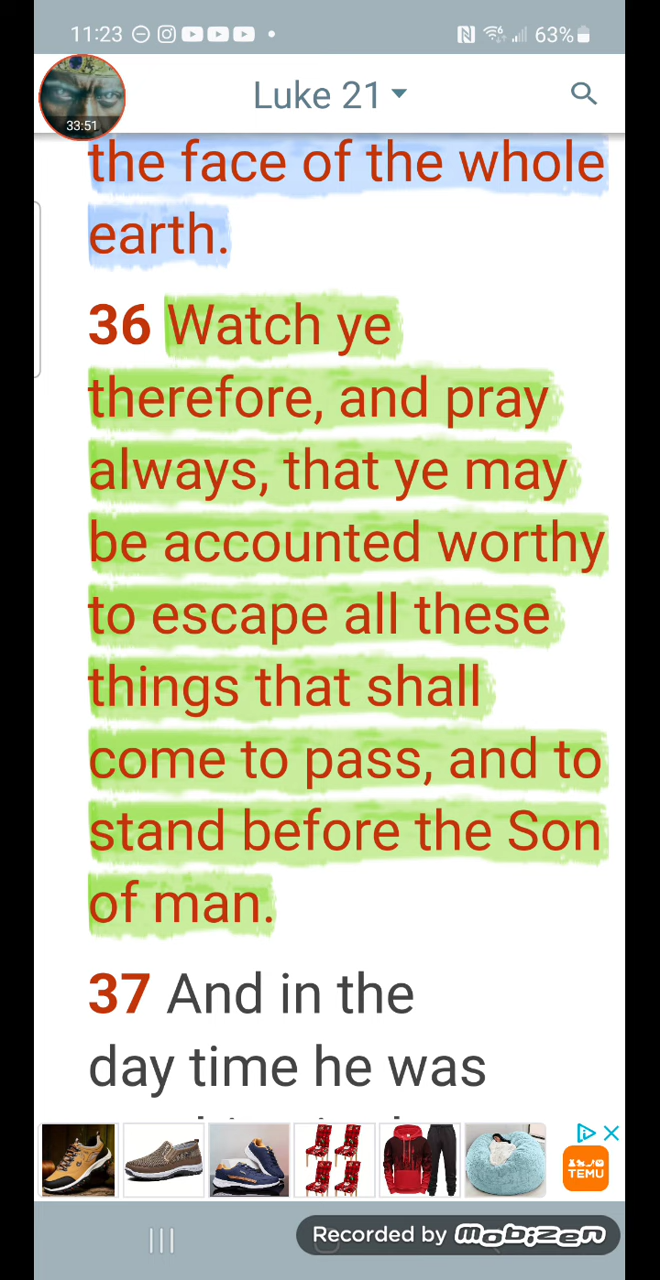 11:23
63%
33:51
Luke 21
the face of the whole
earth.
36 Watch ye
therefore, and pray
always, that ye may
be accounted worthy
to escape all these
things that shall
come to pass, and to
stand before the Son
of man.
37 And in the
day time he was
TEMU
Recorded by mobizen